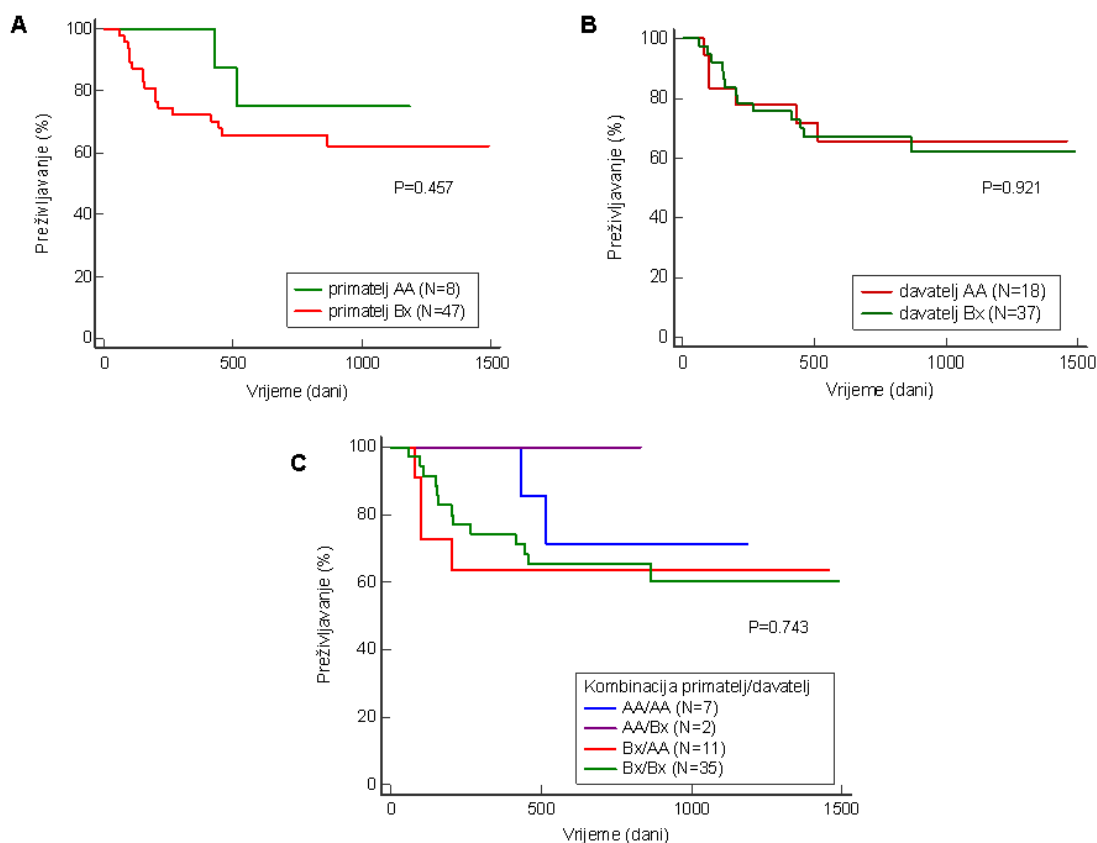 A
Preživljavanje (%)
100
80
60
40
20
0
P=0.457
primatelj AA (N=8)
primatelj Bx (N=47)
0 500 1000 1500
Vrijeme (dani)
B
Preživljavanje (%)
100
80
60
40
20
0
P=0.921
davatelj AA (N=18)
davatelj Bx (N=37)
0 500 1000 1500
Vrijeme (dani)
C
Preživljavanje (%)
100
80
60
40
20
0
P=0.743
Kombinacija primatelj/davatelj
AA/AA (N=7)
AA/Bx (N=2)
Bx/AA (N=11)
Bx/Bx (N=35)
0 500 1000 1500
Vrijeme (dani)